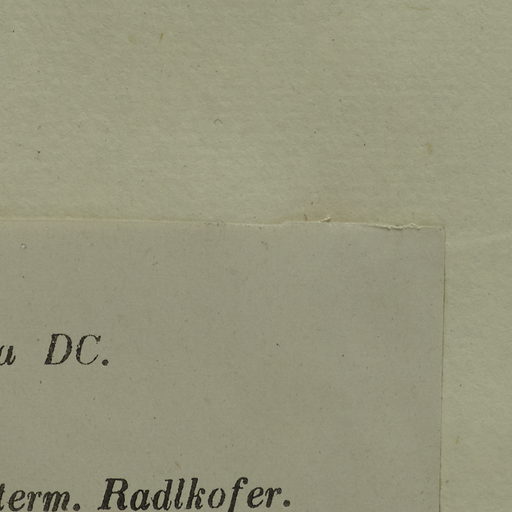 a DC.
term. Radlkofer.